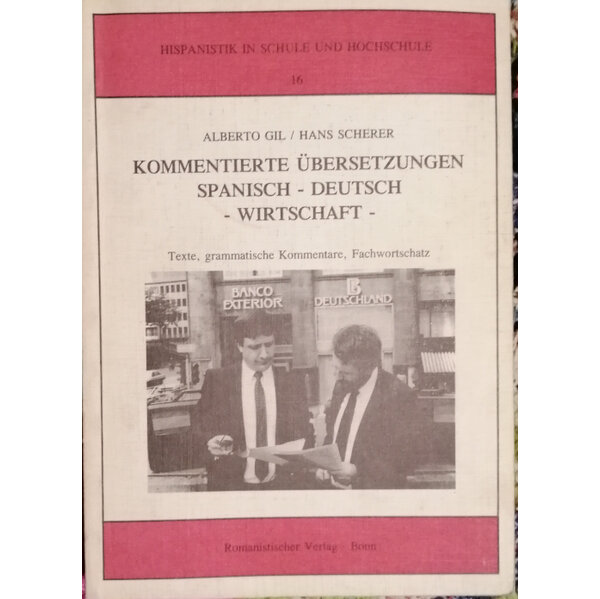 HISPANISTIK IN SCHULE UND HOCHSCHULE
16
ALBERTO GIL / HANS SCHERER
KOMMENTIERTE ÜBERSETZUNGEN
SPANISCH - DEUTSCH
- WIRTSCHAFT -
Texte, grammatische Kommentare, Fachwortschatz
BANCO
EXTERIOR
DEUTSCHLAND
Romanistischer Verlag Bonn